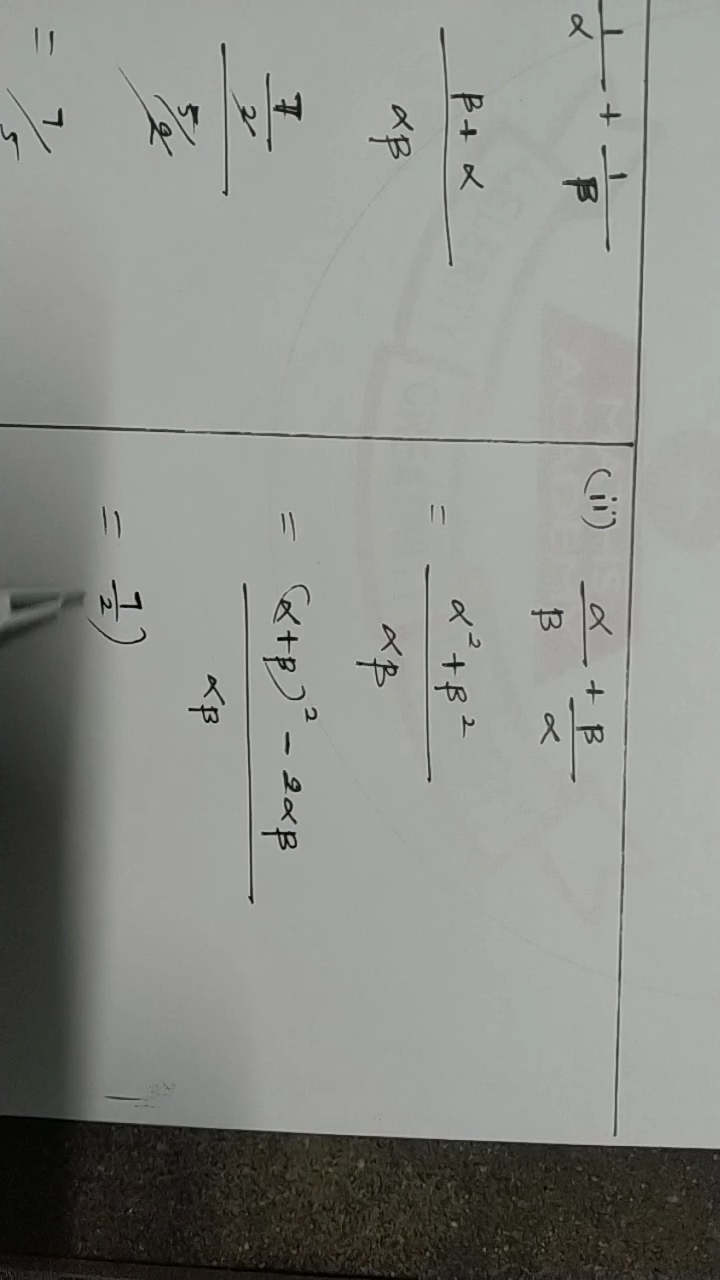 1/α + 1/β
β + α / αβ
7/2 / 5/2
= 7/5
(ii) α/β + β/α
= α² + β² / αβ
= (α+β)² - 2αβ / αβ
= 7/2)